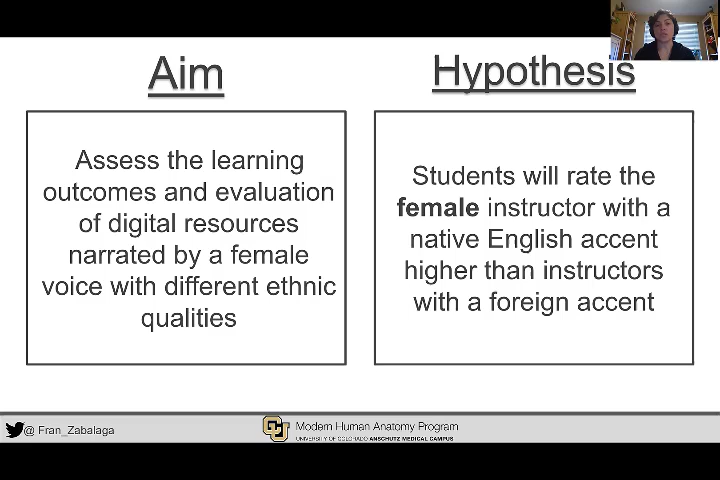 Aim
Hypothesis
Assess the learning
outcomes and evaluation
of digital resources
narrated by a female
voice with different ethnic
qualities
Students will rate the
female instructor with a
native English accent
higher than instructors
with a foreign accent
@ Fran_Zabalaga
CU
Modern Human Anatomy Program
UNIVERSITY OF COLORADO ANSCHUTZ MEDICAL CAMPUS